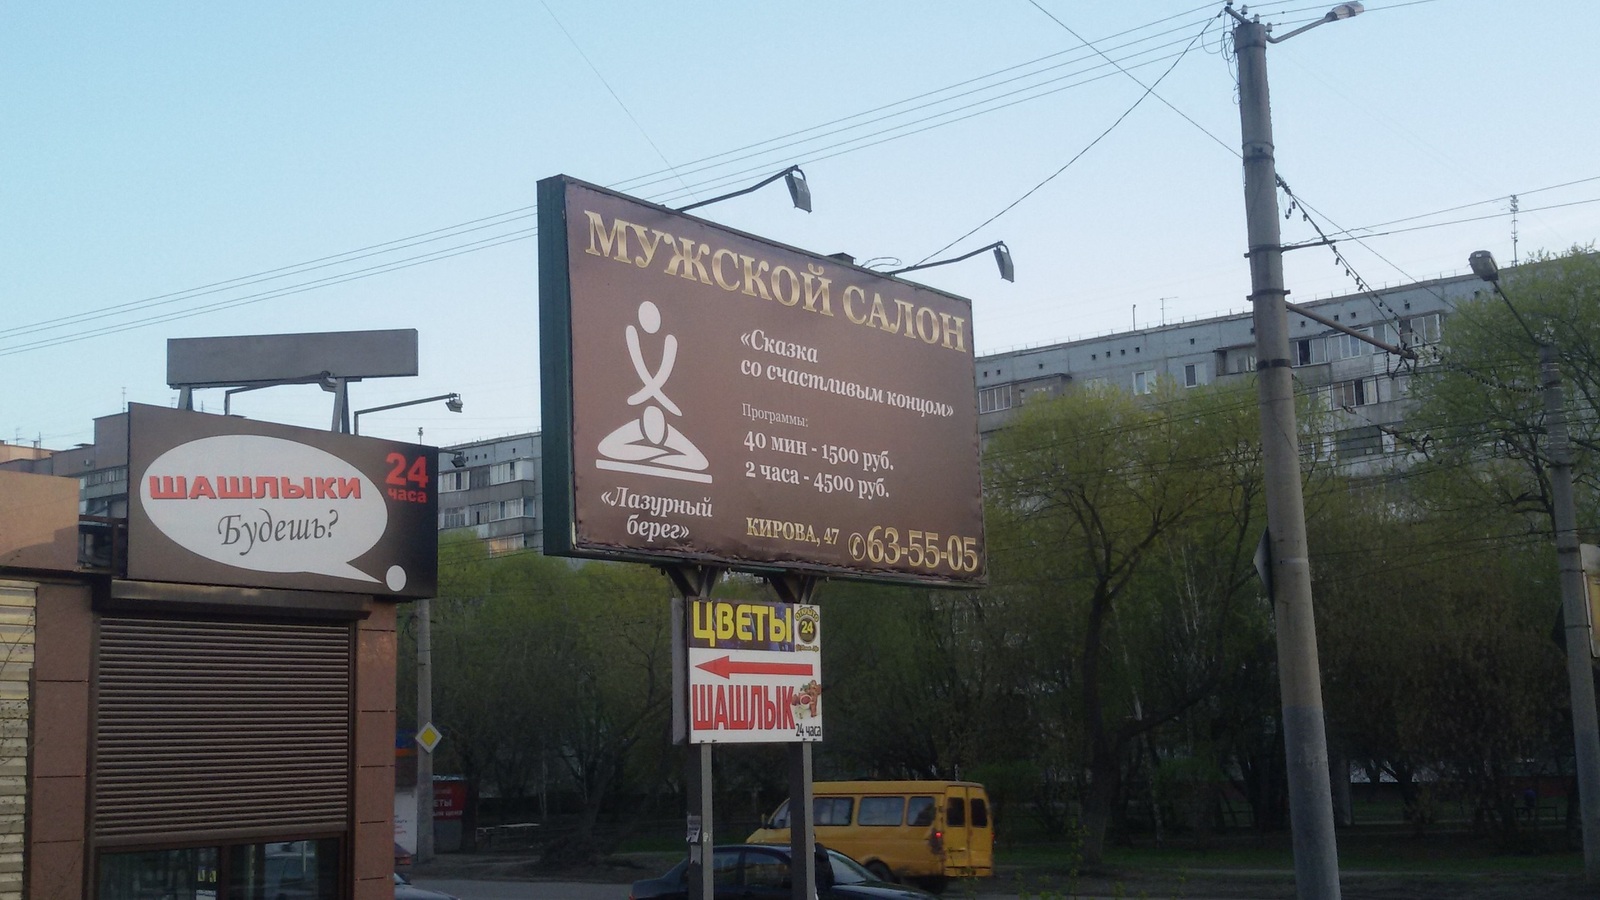 ШАШЛЫКИ
Будешь?
24
часа
МУЖСКОЙ САЛОН
«Сказка
со счастливым концом»
Программы:
40 мин - 1500 руб.
2 часа - 4500 руб.
«Лазурный
берег»
КИРОВА, 47
63-55-05
ЦВЕТЫ
24
ШАШЛЫК
24 часа